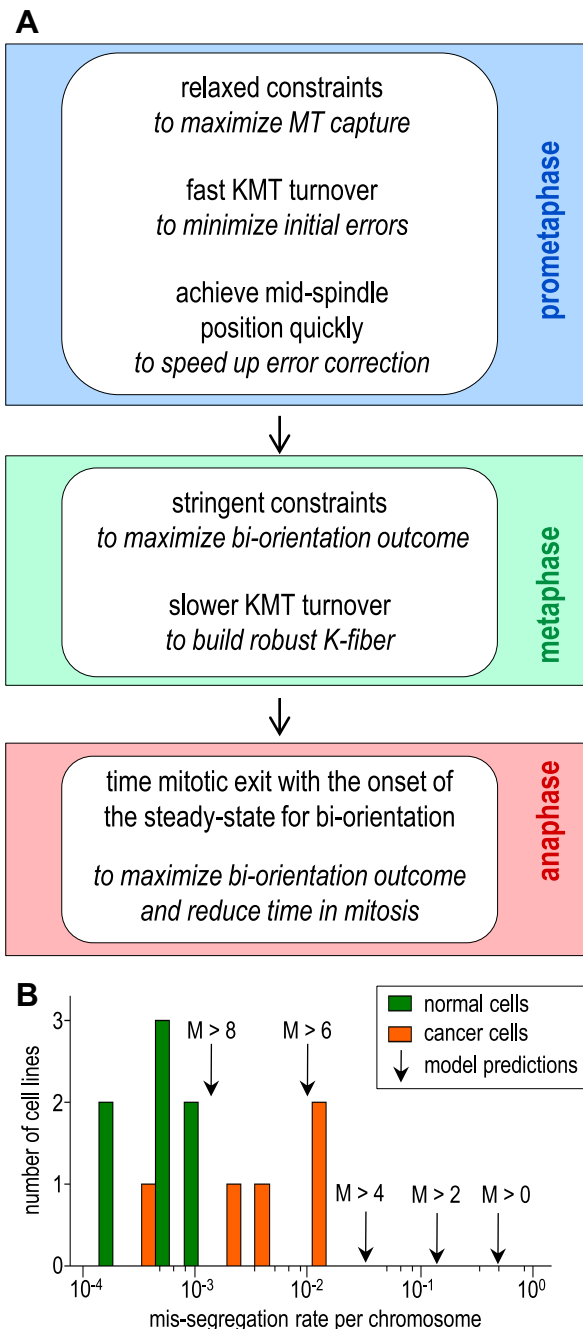 A
relaxed constraints
to maximize MT capture
fast KMT turnover
to minimize initial errors
achieve mid-spindle
position quickly
to speed up error correction
prometaphase
stringent constraints
to maximize bi-orientation outcome
slower KMT turnover
to build robust K-fiber
metaphase
time mitotic exit with the onset of
the steady-state for bi-orientation
to maximize bi-orientation outcome
and reduce time in mitosis
anaphase
B
normal cells
cancer cells
model predictions
M > 8
M > 6
M > 4
M > 2
M > 0
number of cell lines
3
2
1
0
10⁻⁴
10⁻³
10⁻²
10⁻¹
10⁰
mis-segregation rate per chromosome